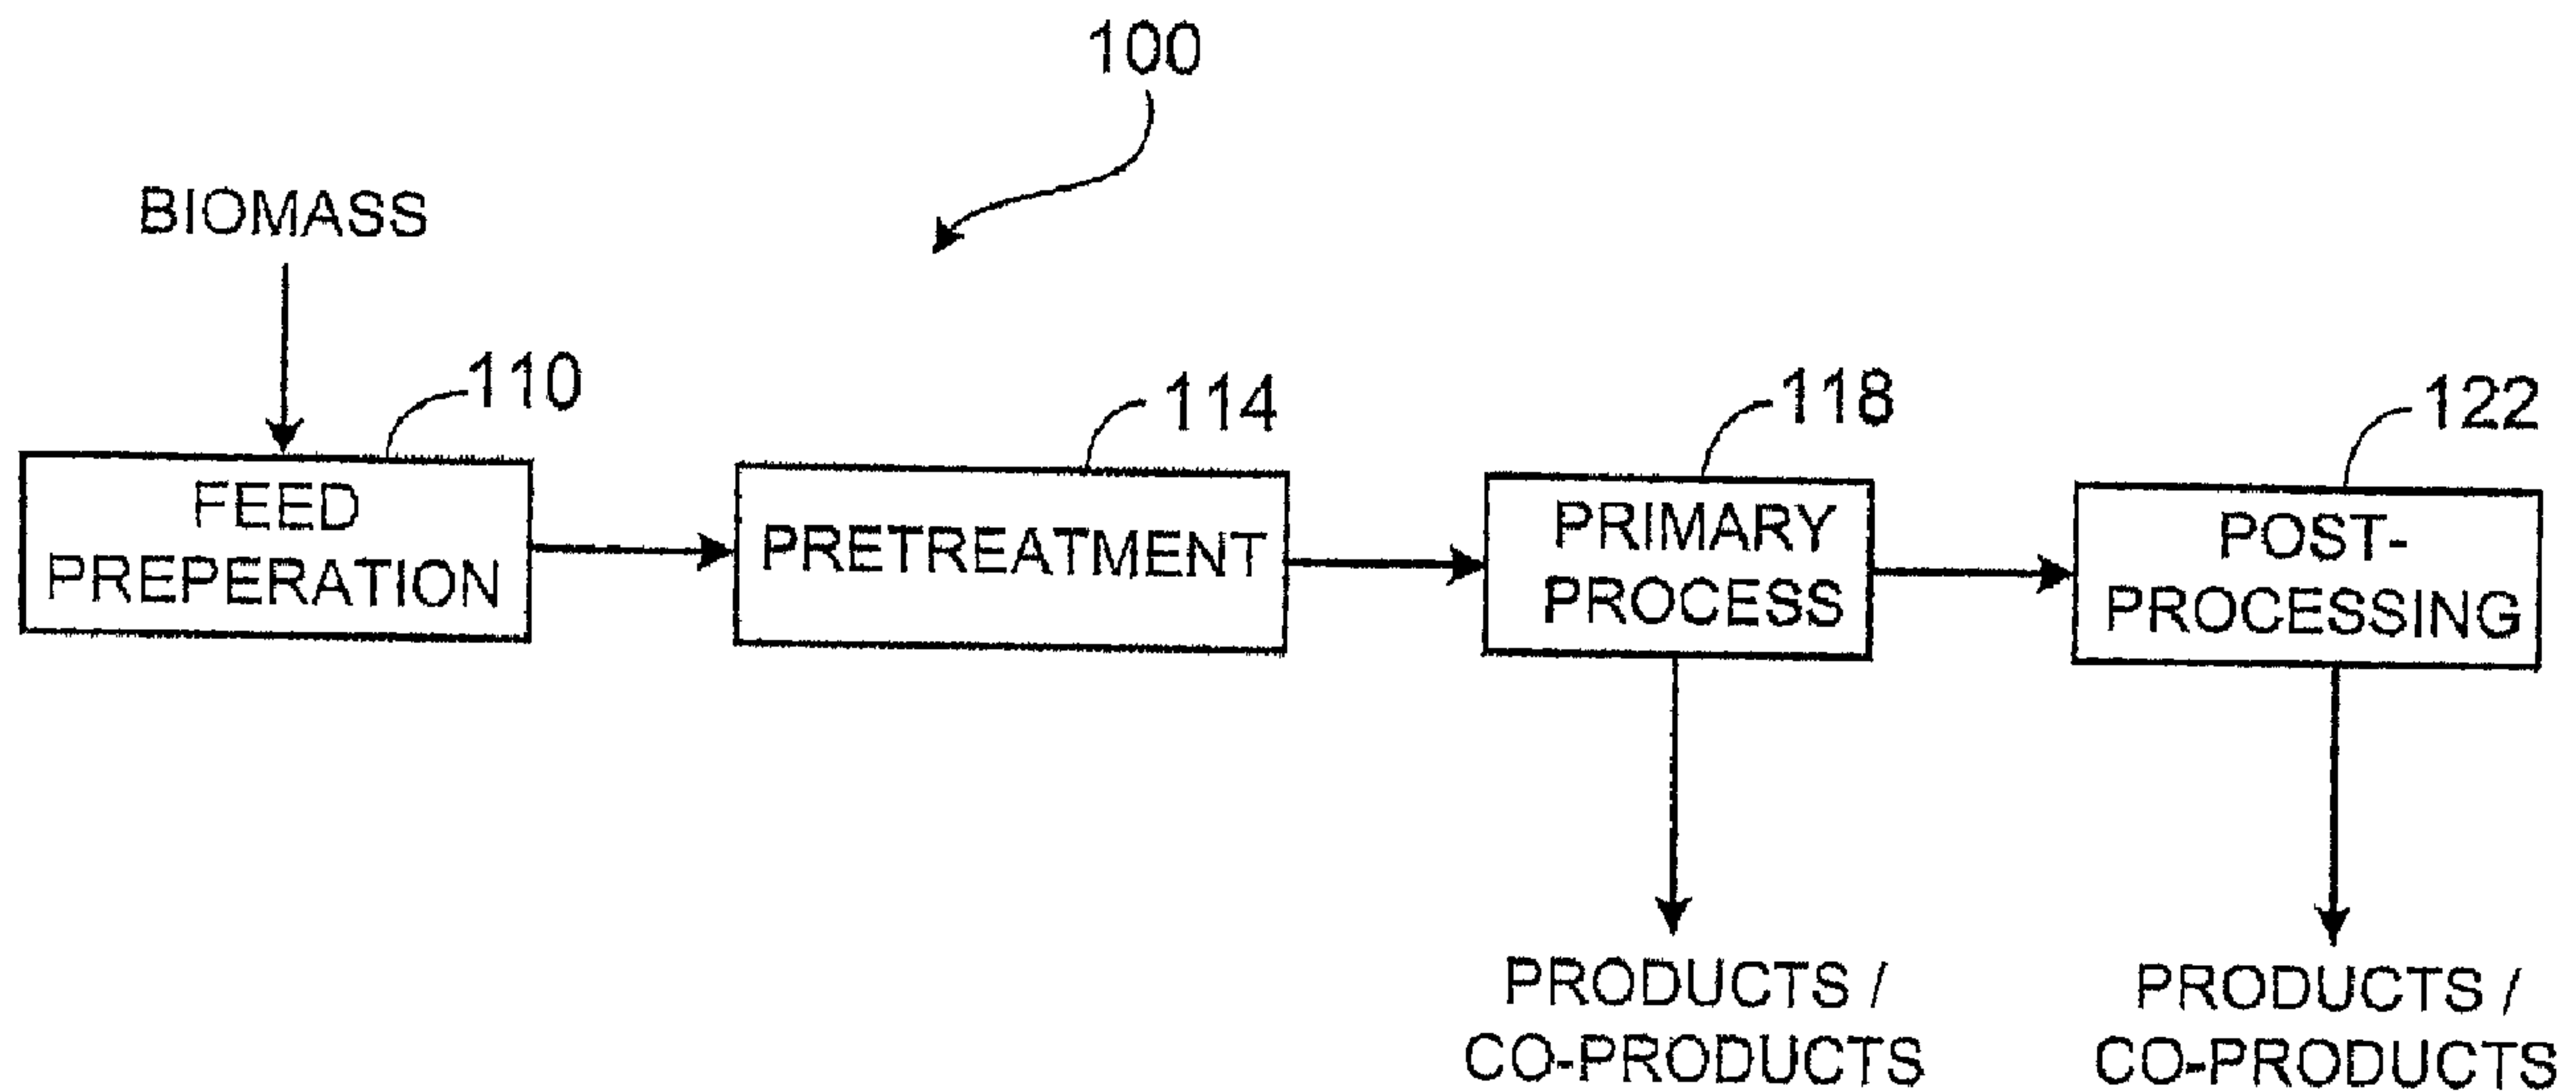 100
BIOMASS
110
114
118
122
FEED
PREPERATION
PRETREATMENT
PRIMARY
PROCESS
POST-
PROCESSING
PRODUCTS /
CO-PRODUCTS
PRODUCTS /
CO-PRODUCTS